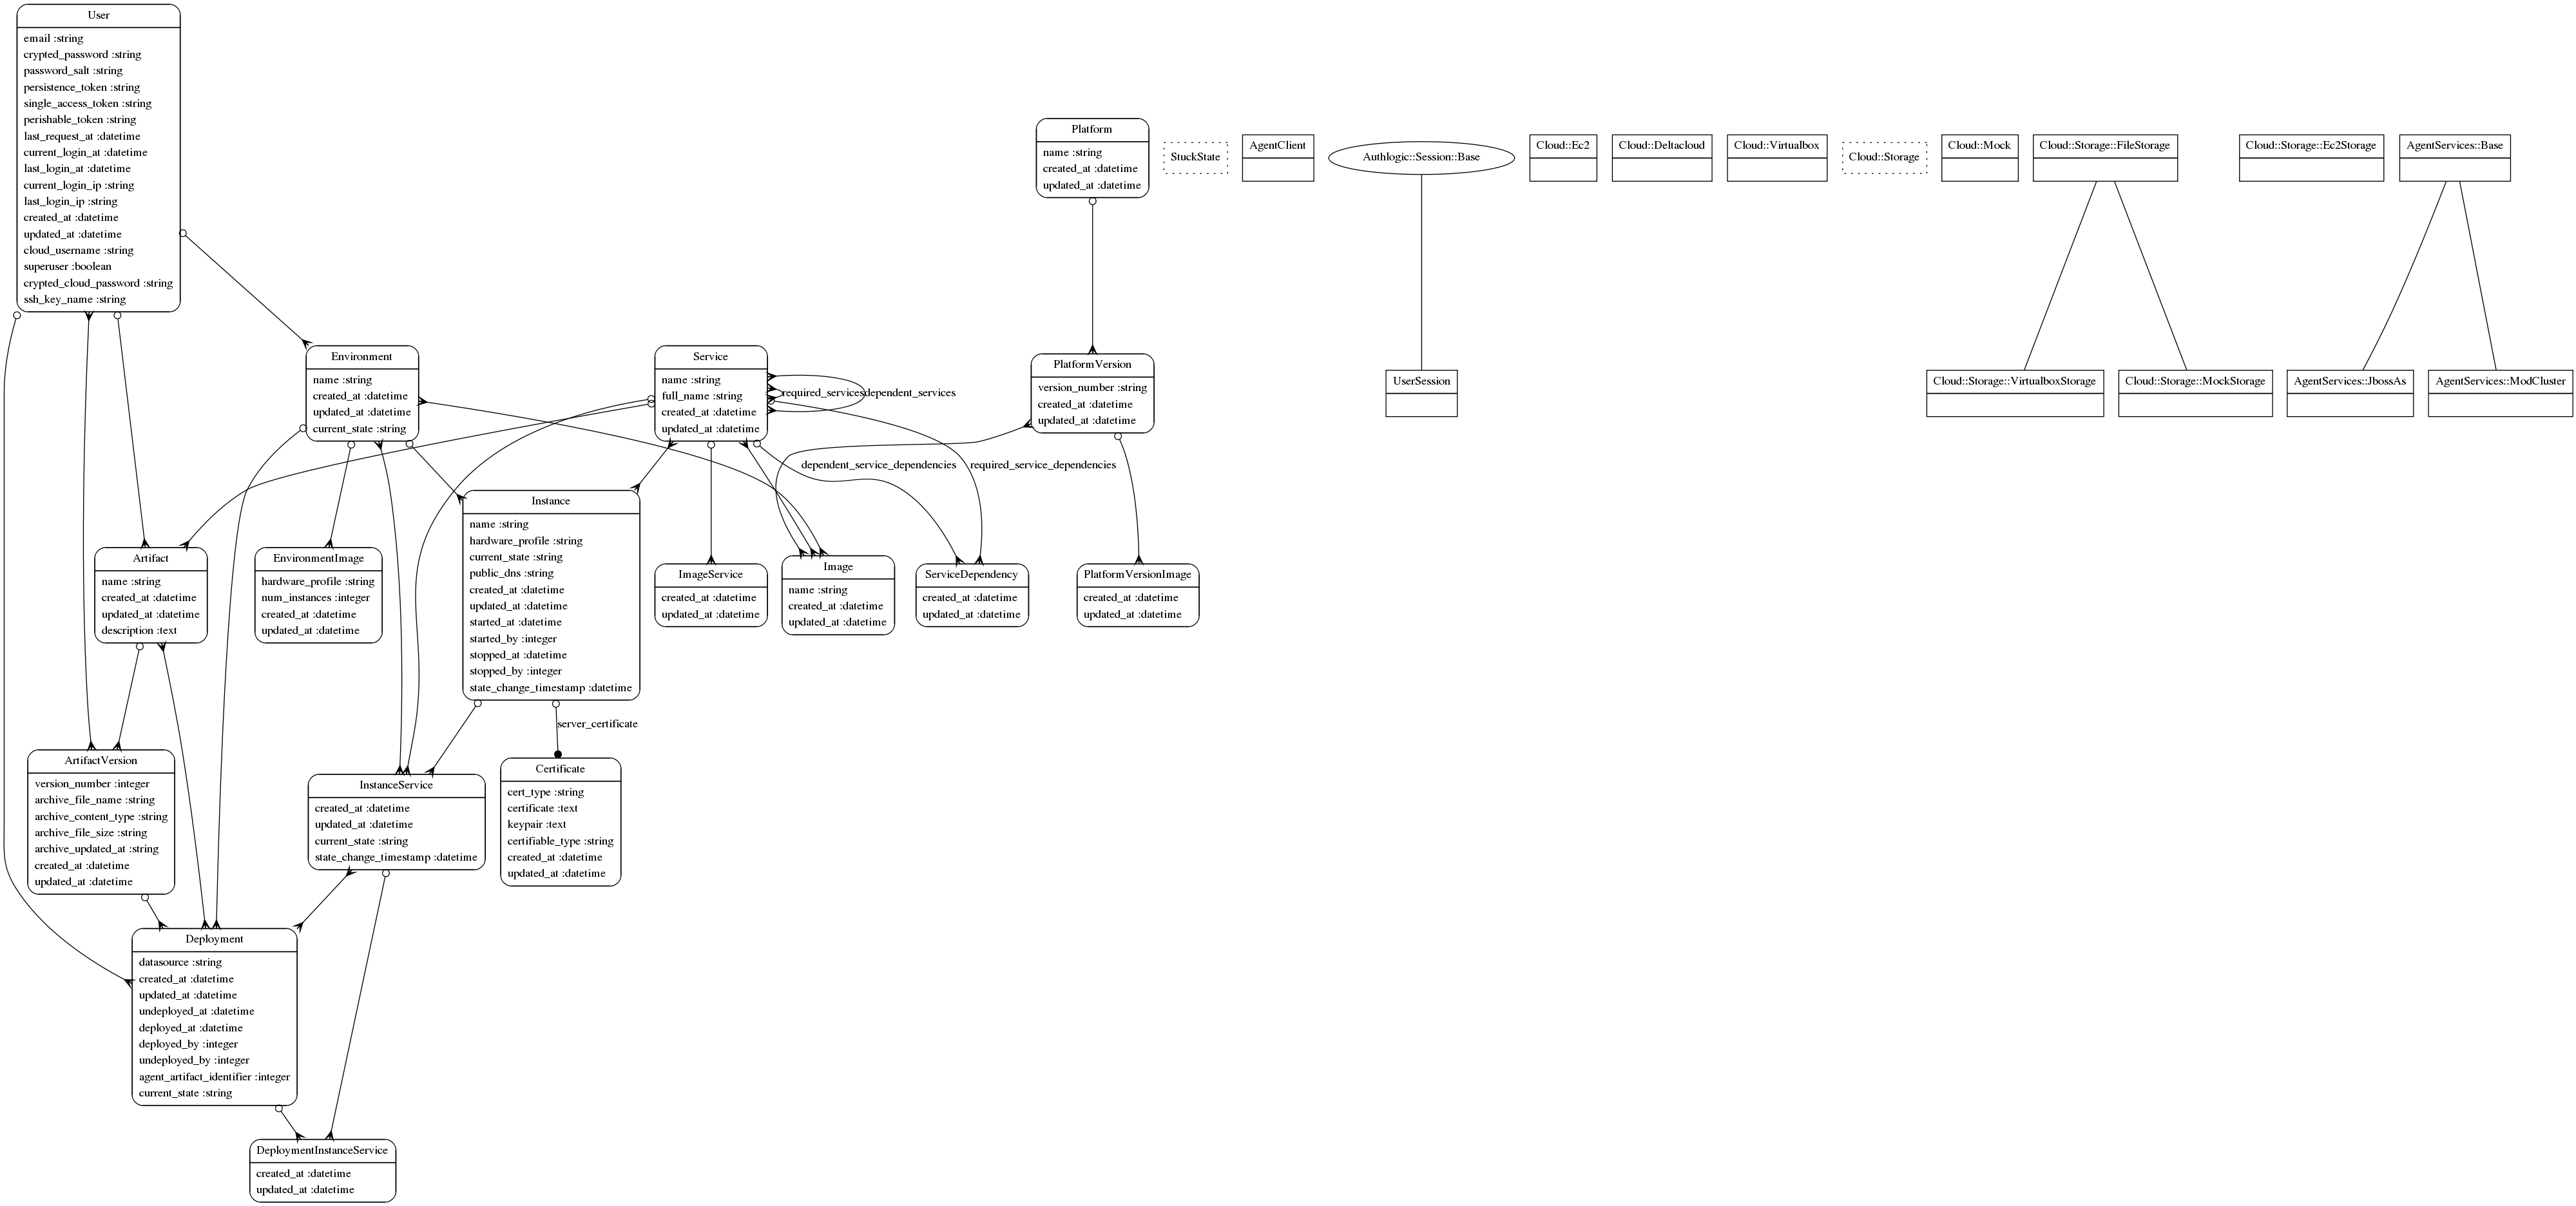 User
email :string
crypted_password :string
password_salt :string
persistence_token :string
single_access_token :string
perishable_token :string
last_request_at :datetime
current_login_at :datetime
last_login_at :datetime
current_login_ip :string
last_login_ip :string
created_at :datetime
updated_at :datetime
cloud_username :string
superuser :boolean
crypted_cloud_password :string
ssh_key_name :string
Platform
name :string
created_at :datetime
updated_at :datetime
StuckState
AgentClient
Authlogic::Session::Base
Cloud::Ec2
Cloud::Deltacloud
Cloud::Virtualbox
Cloud::Storage
Cloud::Mock
Cloud::Storage::FileStorage
Cloud::Storage::Ec2Storage
AgentServices::Base
Environment
name :string
created_at :datetime
updated_at :datetime
current_state :string
Service
name :string
full_name :string
created_at :datetime
updated_at :datetime
required_services
dependent_services
PlatformVersion
version_number :string
created_at :datetime
updated_at :datetime
UserSession
Cloud::Storage::VirtualboxStorage
Cloud::Storage::MockStorage
AgentServices::JbossAs
AgentServices::ModCluster
dependent_service_dependencies
required_service_dependencies
Artifact
name :string
created_at :datetime
updated_at :datetime
description :text
EnvironmentImage
hardware_profile :string
num_instances :integer
created_at :datetime
updated_at :datetime
Instance
name :string
hardware_profile :string
current_state :string
public_dns :string
created_at :datetime
updated_at :datetime
started_at :datetime
started_by :integer
stopped_at :datetime
stopped_by :integer
state_change_timestamp :datetime
ImageService
created_at :datetime
updated_at :datetime
Image
name :string
created_at :datetime
updated_at :datetime
ServiceDependency
created_at :datetime
updated_at :datetime
PlatformVersionImage
created_at :datetime
updated_at :datetime
server_certificate
ArtifactVersion
version_number :integer
archive_file_name :string
archive_content_type :string
archive_file_size :string
archive_updated_at :string
created_at :datetime
updated_at :datetime
InstanceService
created_at :datetime
updated_at :datetime
current_state :string
state_change_timestamp :datetime
Certificate
cert_type :string
certificate :text
keypair :text
certifiable_type :string
created_at :datetime
updated_at :datetime
Deployment
datasource :string
created_at :datetime
updated_at :datetime
undeployed_at :datetime
deployed_at :datetime
deployed_by :integer
undeployed_by :integer
agent_artifact_identifier :integer
current_state :string
DeploymentInstanceService
created_at :datetime
updated_at :datetime